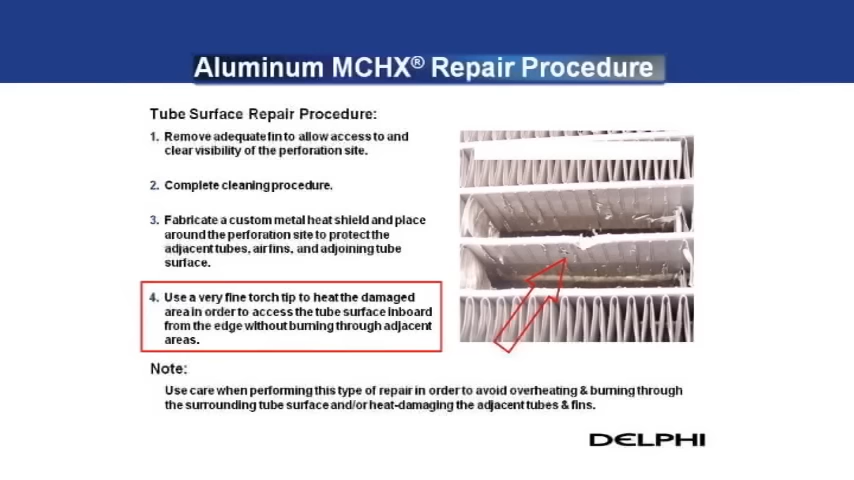 Aluminum MCHX® Repair Procedure
Tube Surface Repair Procedure:
1. Remove adequate fin to allow access to and
clear visibility of the perforation site.
2. Complete cleaning procedure.
3. Fabricate a custom metal heat shield and place
around the perforation site to protect the
adjacent tubes, air fins, and adjoining tube
surface.
4. Use a very fine torch tip to heat the damaged
area in order to access the tube surface inboard
from the edge without burning through adjacent
areas.
Note:
Use care when performing this type of repair in order to avoid overheating & burning through
the surrounding tube surface and/or heat-damaging the adjacent tubes & fins.
DELPHI